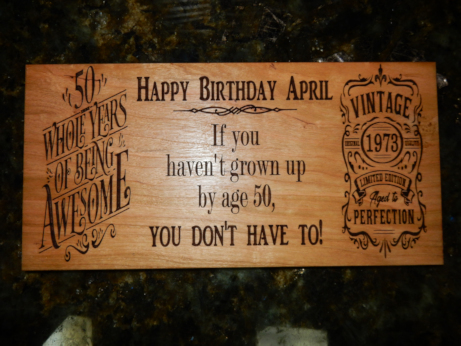 50
WHOLE YEARS
OF BEING
AWESOME
HAPPY BIRTHDAY APRIL
If you
haven't grown up
by age 50,
YOU DON'T HAVE TO!
VINTAGE
1973
LIMITED EDITION
Aged to
PERFECTION